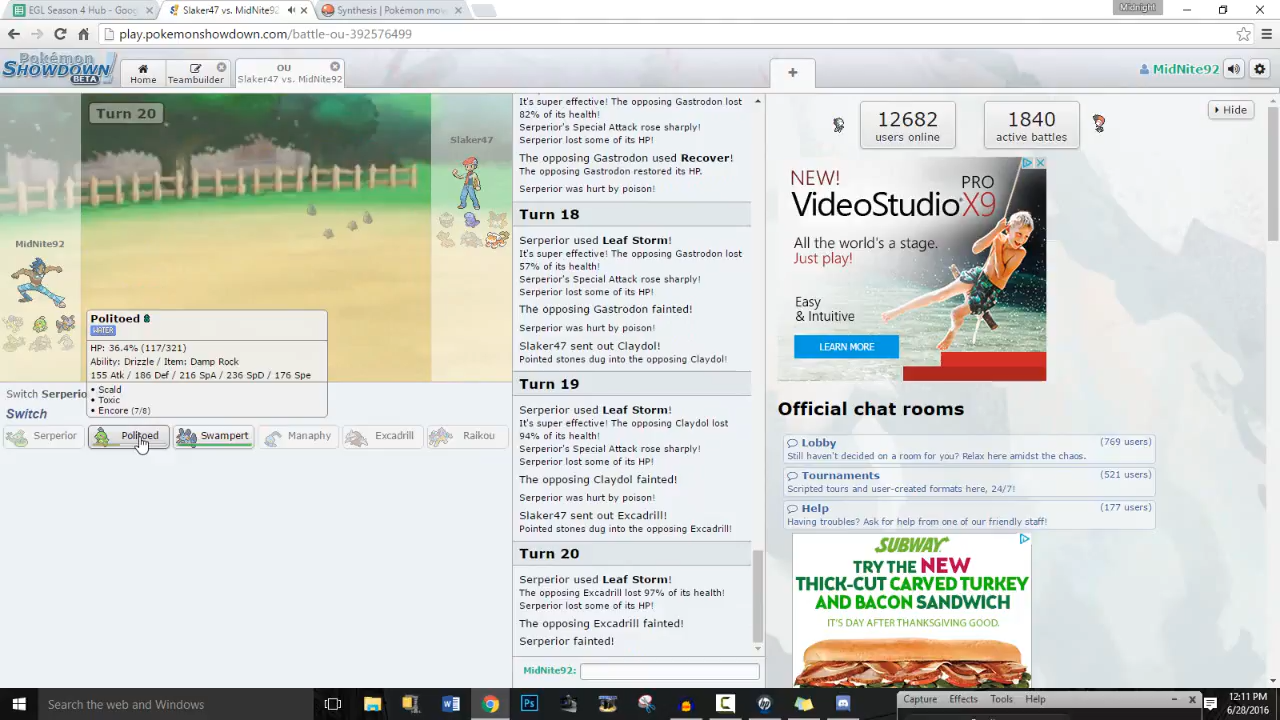 EGL Season 4 Hub - Goog
Slaker47 vs. MidNite92
Synthesis | Pokémon mov
Midnight
play.pokemonshowdown.com/battle-ou-392576499
Pokémon
SHOWDOWN
BETA
Home
Teambuilder
OU
Slaker47 vs. MidNite92
+
MidNite92
Turn 20
Slaker47
MidNite92
Politoed
WATER
HP: 36.4% (117/321)
Ability: Drizzle / Item: Damp Rock
155 Atk / 186 Def / 216 SpA / 236 SpD / 176 Spe
• Scald
• Toxic
• Encore (7/8)
Switch Serperio
Switch
Serperior
Politoed
Swampert
Manaphy
Excadrill
Raikou
It's super effective! The opposing Gastrodon lost
82% of its health!
Serperior's Special Attack rose sharply!
Serperior lost some of its HP!
The opposing Gastrodon used Recover!
The opposing Gastrodon restored its HP.
Serperior was hurt by poison!
Turn 18
Serperior used Leaf Storm!
It's super effective! The opposing Gastrodon lost
57% of its health!
Serperior's Special Attack rose sharply!
Serperior lost some of its HP!
The opposing Gastrodon fainted!
Serperior was hurt by poison!
Slaker47 sent out Claydol!
Pointed stones dug into the opposing Claydol!
Turn 19
Serperior used Leaf Storm!
It's super effective! The opposing Claydol lost
94% of its health!
Serperior's Special Attack rose sharply!
Serperior lost some of its HP!
The opposing Claydol fainted!
Serperior was hurt by poison!
Slaker47 sent out Excadrill!
Pointed stones dug into the opposing Excadrill!
Turn 20
Serperior used Leaf Storm!
The opposing Excadrill lost 97% of its health!
Serperior lost some of its HP!
The opposing Excadrill fainted!
Serperior fainted!
MidNite92:
12682
users online
1840
active battles
Hide
NEW!
PRO
VideoStudio X9
All the world's a stage.
Just play!
Easy
& Intuitive
LEARN MORE
Official chat rooms
Lobby
(769 users)
Still haven't decided on a room for you? Relax here amidst the chaos.
Tournaments
(521 users)
Scripted tours and user-created formats here, 24/7!
Help
(177 users)
Having troubles? Ask for help from one of our friendly staff!
SUBWAY
TRY THE NEW
THICK-CUT CARVED TURKEY
AND BACON SANDWICH
IT'S DAY AFTER THANKSGIVING GOOD.
Search the web and Windows
Capture
Effects
Tools
Help
12:11 PM
6/28/2016